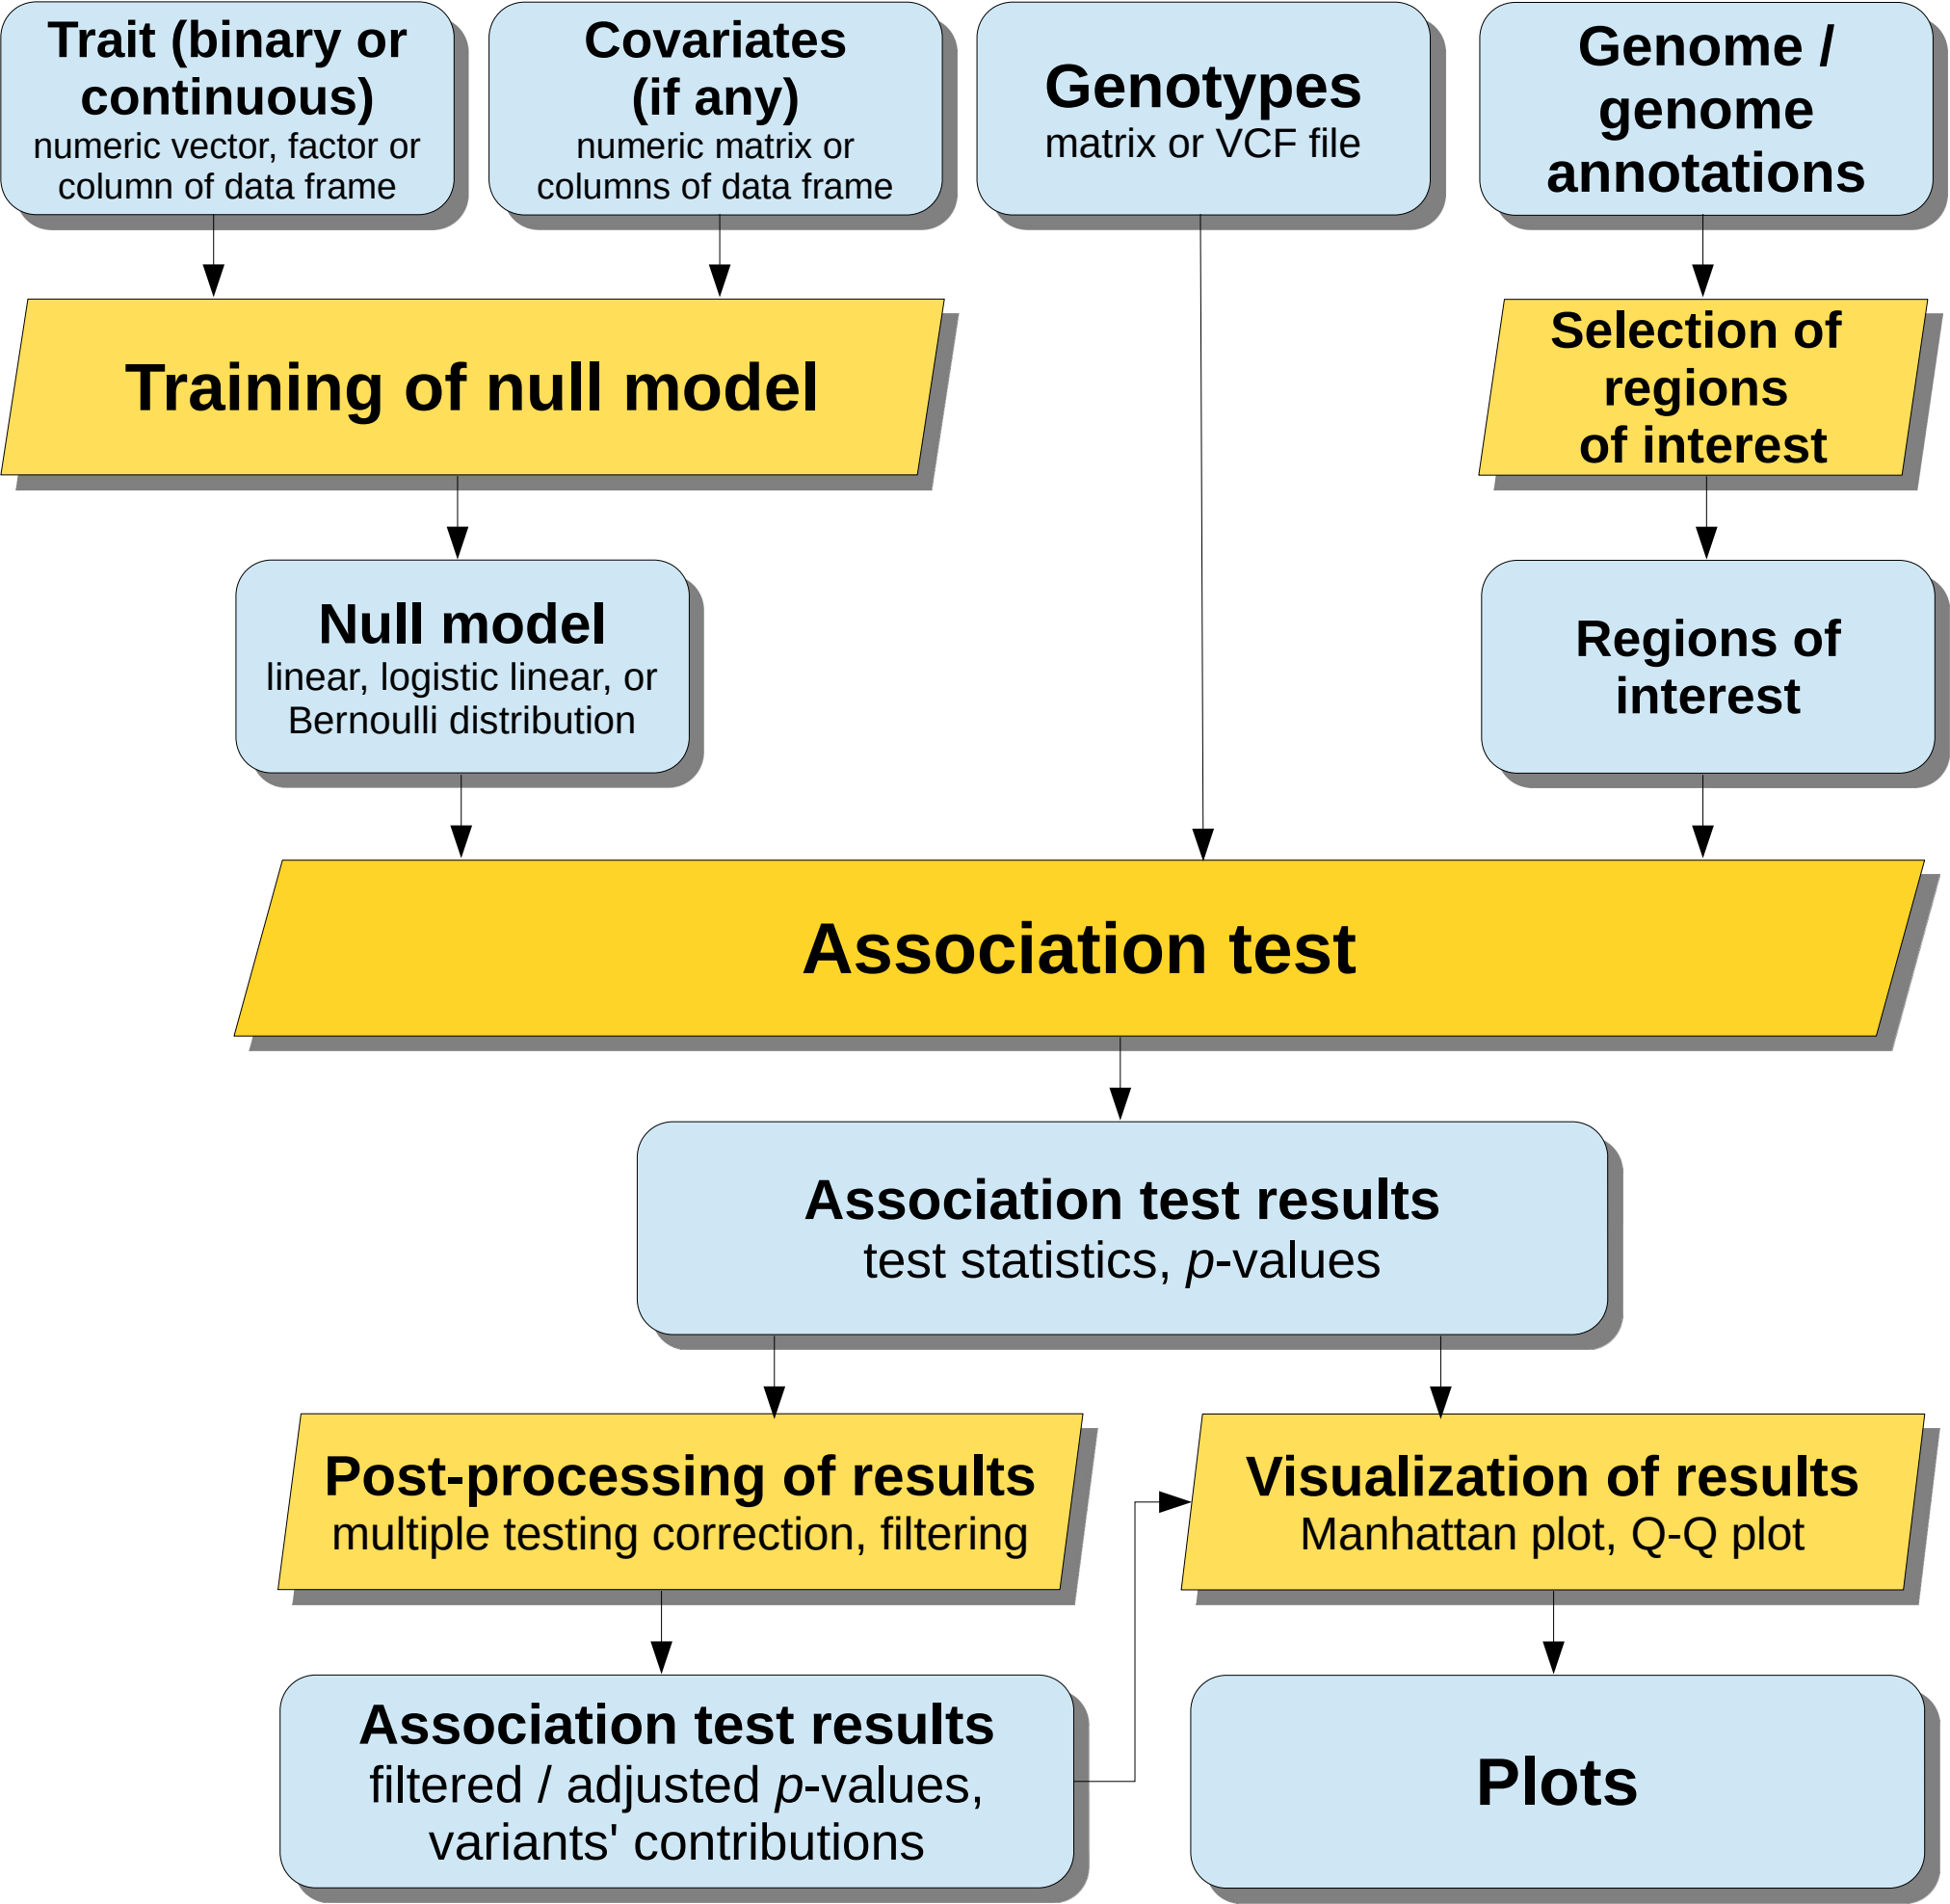 Trait (binary or
continuous)
numeric vector, factor or
column of data frame
Covariates
(if any)
numeric matrix or
columns of data frame
Genotypes
matrix or VCF file
Genome /
genome
annotations
Training of null model
Selection of
regions
of interest
Null model
linear, logistic linear, or
Bernoulli distribution
Regions of
interest
Association test
Association test results
test statistics, p-values
Post-processing of results
multiple testing correction, filtering
Visualization of results
Manhattan plot, Q-Q plot
Association test results
filtered / adjusted p-values,
variants' contributions
Plots